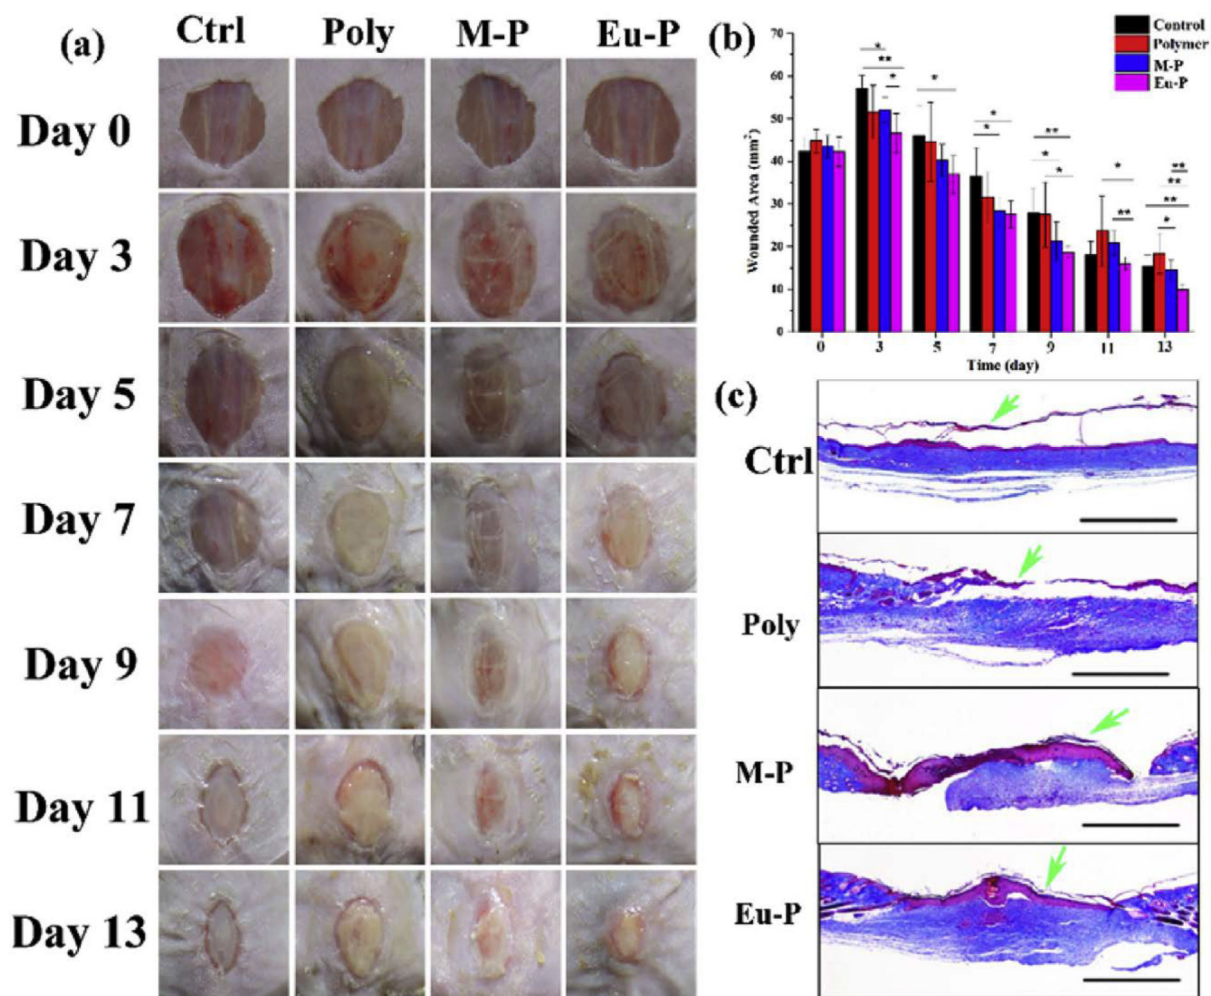 (a)
Ctrl Poly M-P Eu-P
Day 0
Day 3
Day 5
Day 7
Day 9
Day 11
Day 13
(b)
Control
Polymer
M-P
Eu-P
Wounded Area (mm²)
70
60
50
40
30
20
10
0
* ** *
*
* *
** * *
* **
** ** ** *
0 3 5 7 9 11 13
Time (day)
(c)
Ctrl
Poly
M-P
Eu-P